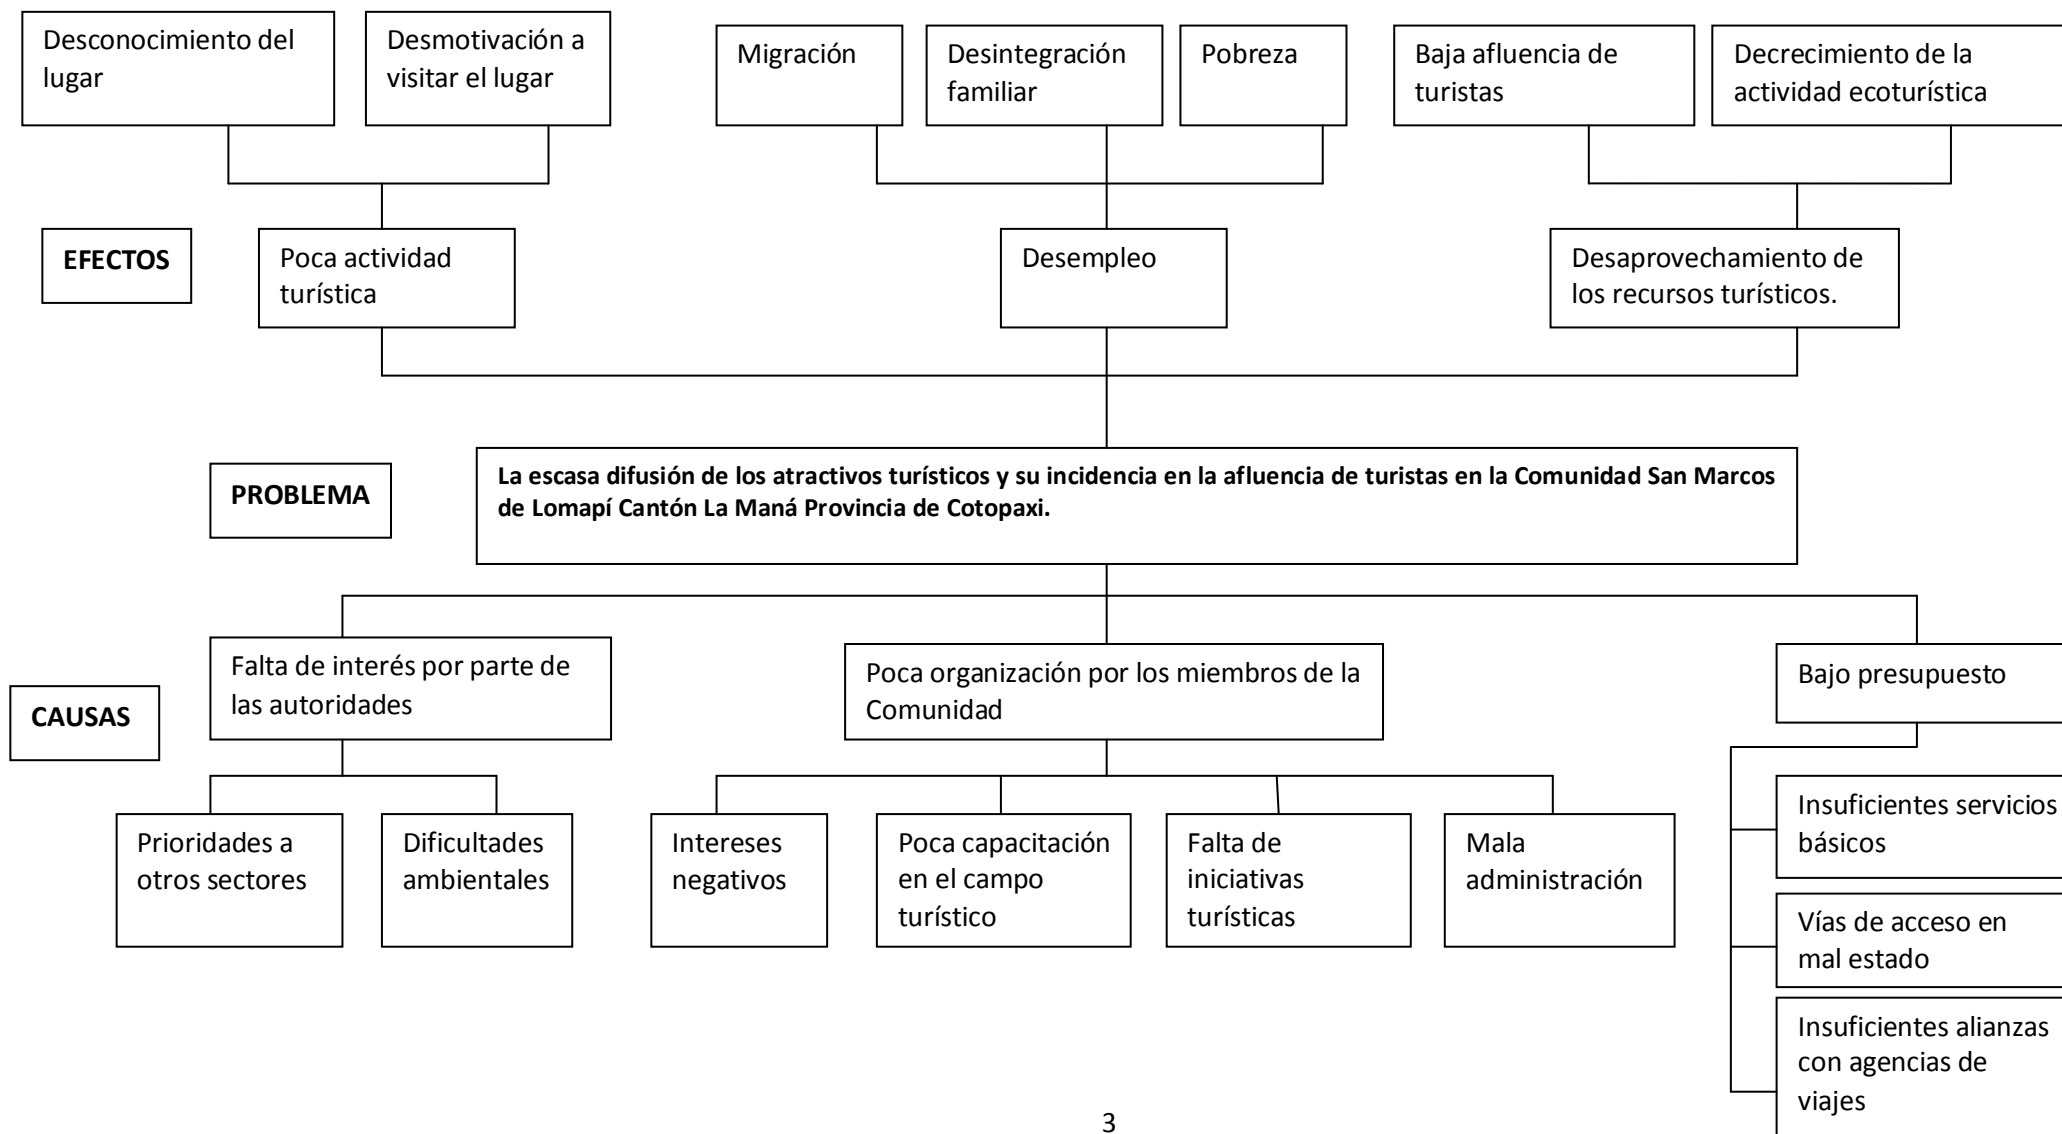 Desconocimiento del
lugar
Desmotivación a
visitar el lugar
Migración
Desintegración
familiar
Pobreza
Baja afluencia de
turistas
Decrecimiento de la
actividad ecoturística
EFECTOS
Poca actividad
turística
Desempleo
Desaprovechamiento de
los recursos turísticos.
PROBLEMA
La escasa difusión de los atractivos turísticos y su incidencia en la afluencia de turistas en la Comunidad San Marcos
de Lomapí Cantón La Maná Provincia de Cotopaxi.
CAUSAS
Falta de interés por parte de
las autoridades
Poca organización por los miembros de la
Comunidad
Bajo presupuesto
Prioridades a
otros sectores
Dificultades
ambientales
Intereses
negativos
Poca capacitación
en el campo
turístico
Falta de
iniciativas
turísticas
Mala
administración
Insuficientes servicios
básicos
Vías de acceso en
mal estado
Insuficientes alianzas
con agencias de
viajes
3